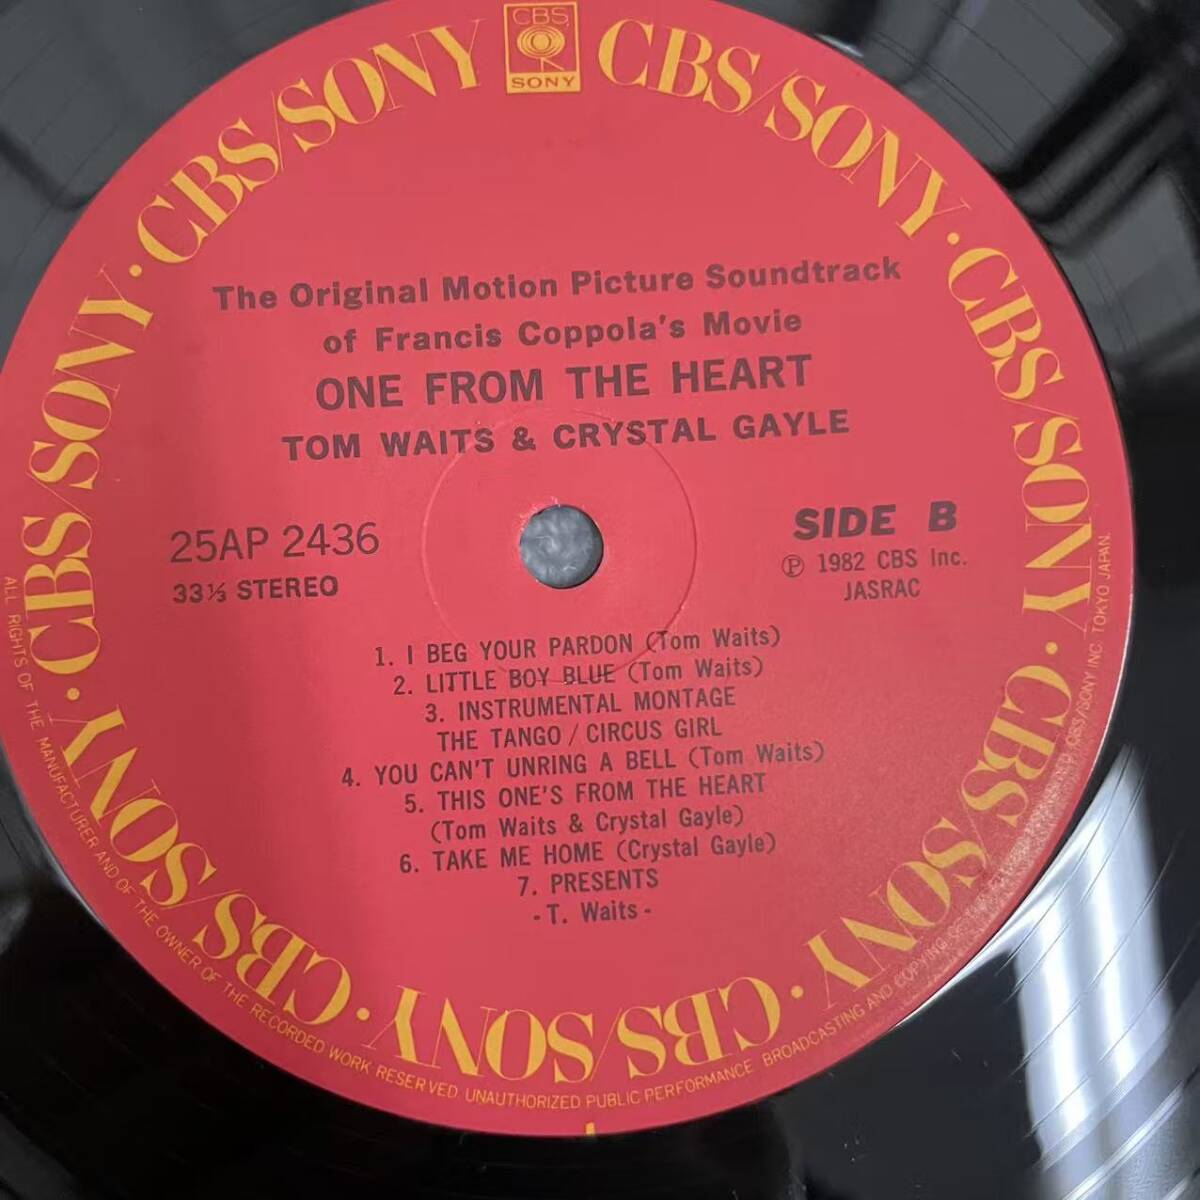 CBS
SONY
CBS/SONY · CBS/SONY · CBS/SONY · CBS/SONY · CBS/SONY · CBS/SONY · CBS/SONY · CBS/SONY
The Original Motion Picture Soundtrack
of Francis Coppola's Movie
ONE FROM THE HEART
TOM WAITS & CRYSTAL GAYLE
25AP 2436
33⅓ STEREO
SIDE B
Ⓟ 1982 CBS Inc.
JASRAC
1. I BEG YOUR PARDON (Tom Waits)
2. LITTLE BOY BLUE (Tom Waits)
3. INSTRUMENTAL MONTAGE
THE TANGO / CIRCUS GIRL
4. YOU CAN'T UNRING A BELL (Tom Waits)
5. THIS ONE'S FROM THE HEART
(Tom Waits & Crystal Gayle)
6. TAKE ME HOME (Crystal Gayle)
7. PRESENTS
- T. Waits -
ALL RIGHTS OF THE MANUFACTURER AND OF THE OWNER OF THE RECORDED WORK RESERVED. UNAUTHORIZED PUBLIC PERFORMANCE BROADCASTING AND COPYING CBS/SONY INC. TOKYO JAPAN.